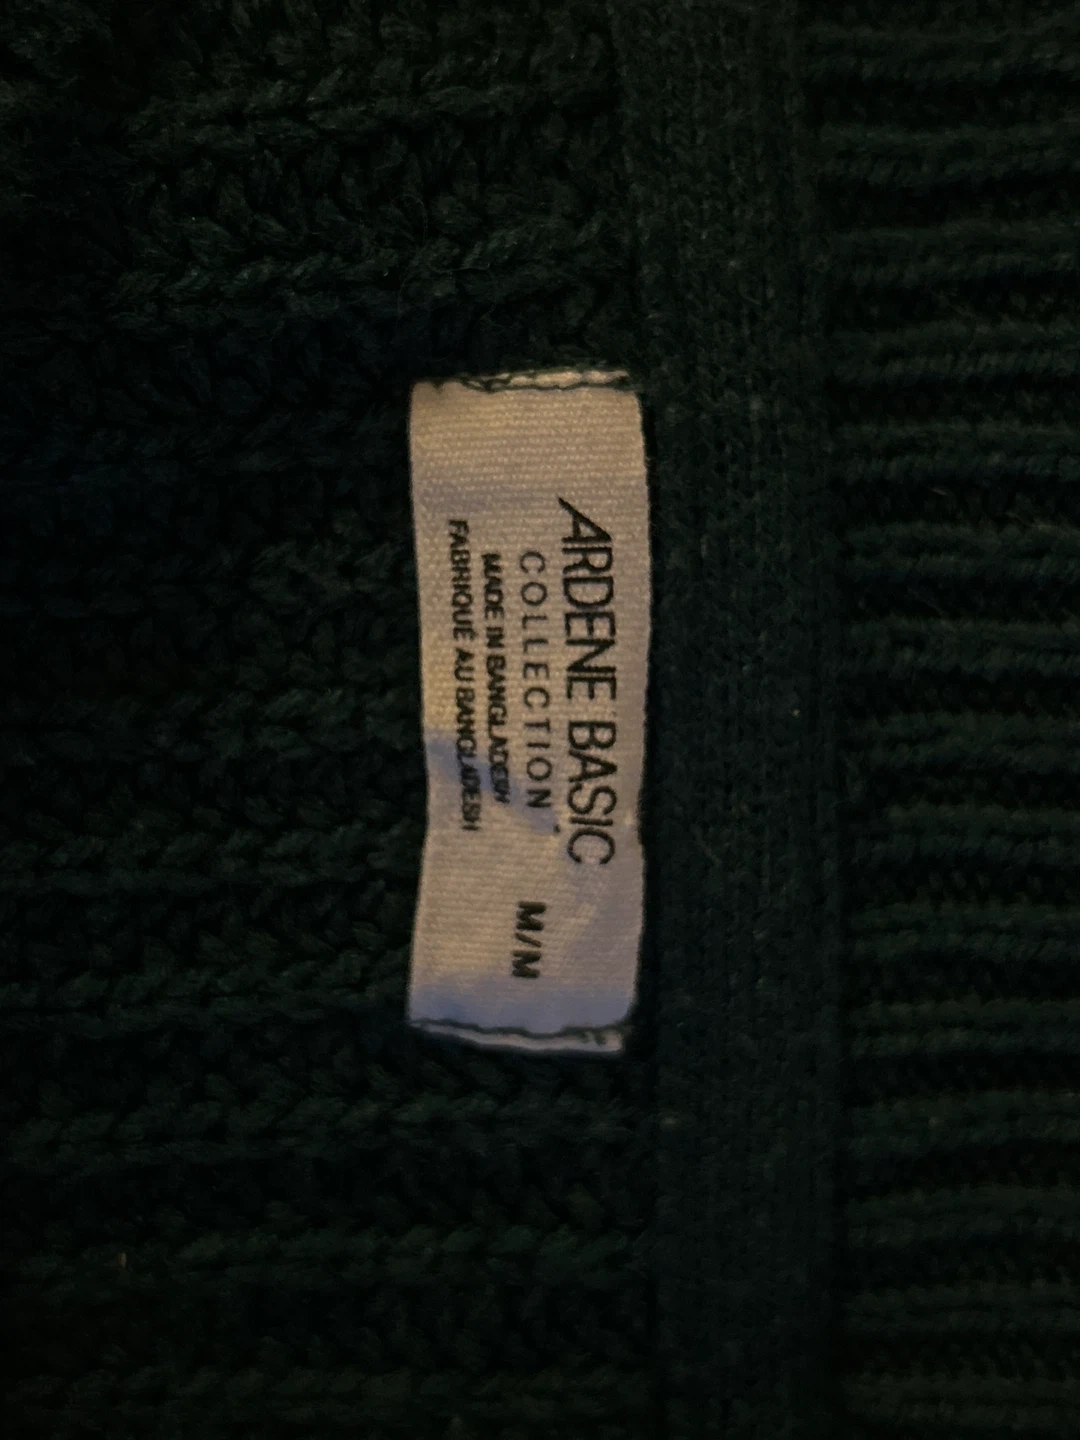 ARDENE BASIC
COLLECTION
MADE IN BANGLADESH
FABRIQUÉ AU BANGLADESH
M/M